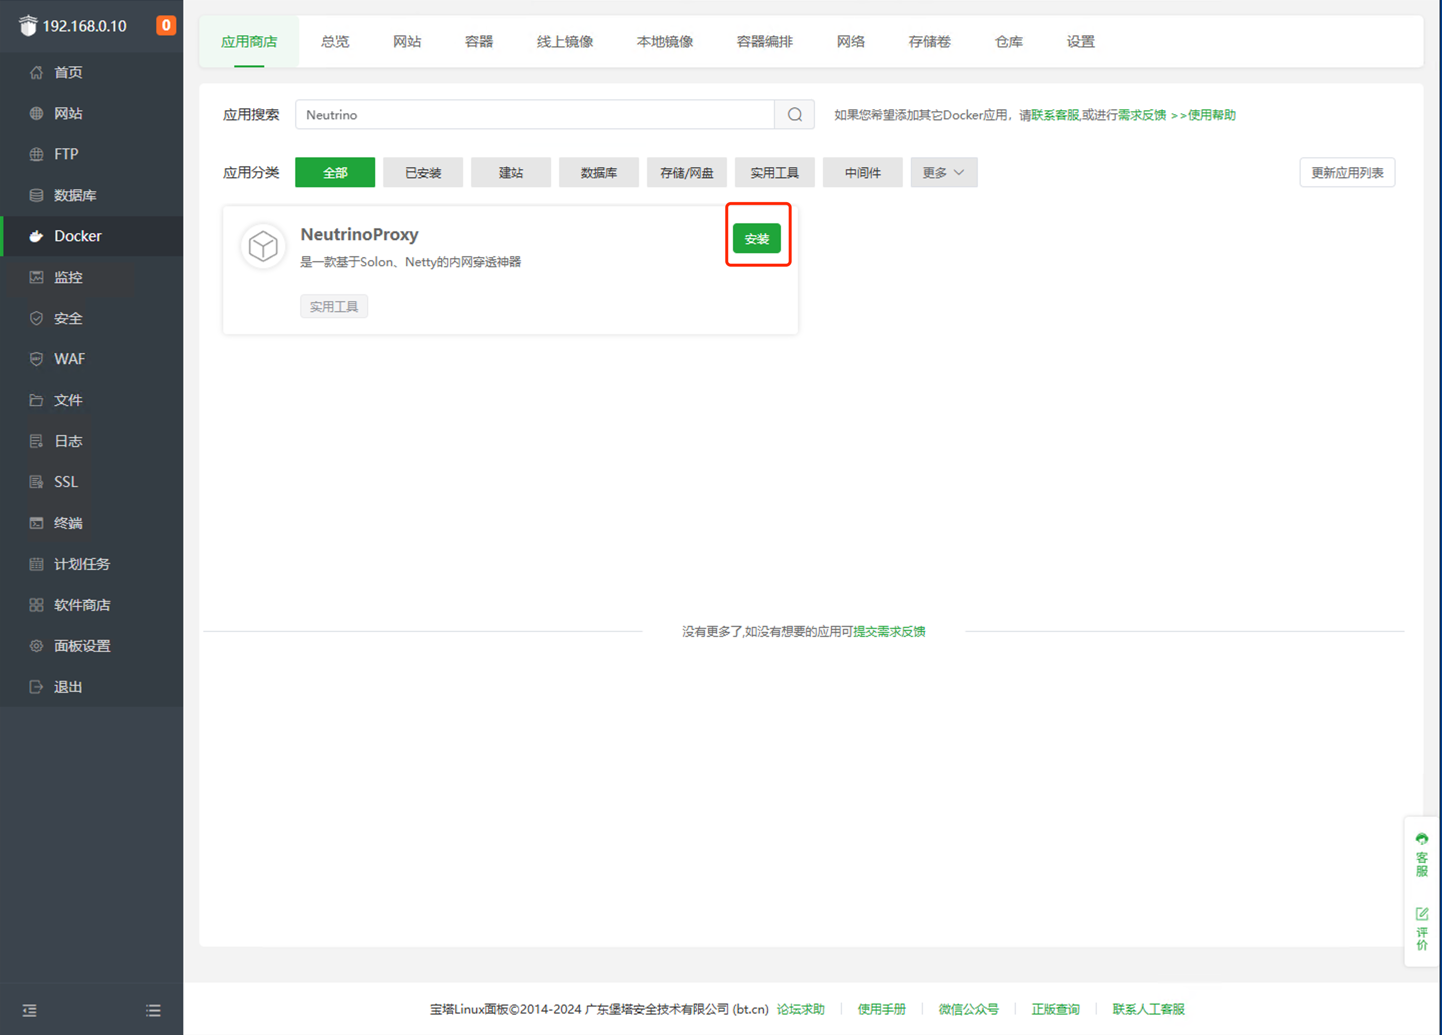 192.168.0.10
0
首页
网站
FTP
数据库
Docker
监控
安全
WAF
文件
日志
SSL
终端
计划任务
软件商店
面板设置
退出
应用商店 总览 网站 容器 线上镜像 本地镜像 容器编排 网络 存储卷 仓库 设置
应用搜索 Neutrino 如果您希望添加其它Docker应用，请联系客服,或进行需求反馈 >>使用帮助
应用分类 全部 已安装 建站 数据库 存储/网盘 实用工具 中间件 更多 更新应用列表
NeutrinoProxy
安装
是一款基于Solon、Netty的内网穿透神器
实用工具
没有更多了,如没有想要的应用可提交需求反馈
客服
评价
宝塔Linux面板©2014-2024 广东堡塔安全技术有限公司 (bt.cn) 论坛求助 使用手册 微信公众号 正版查询 联系人工客服